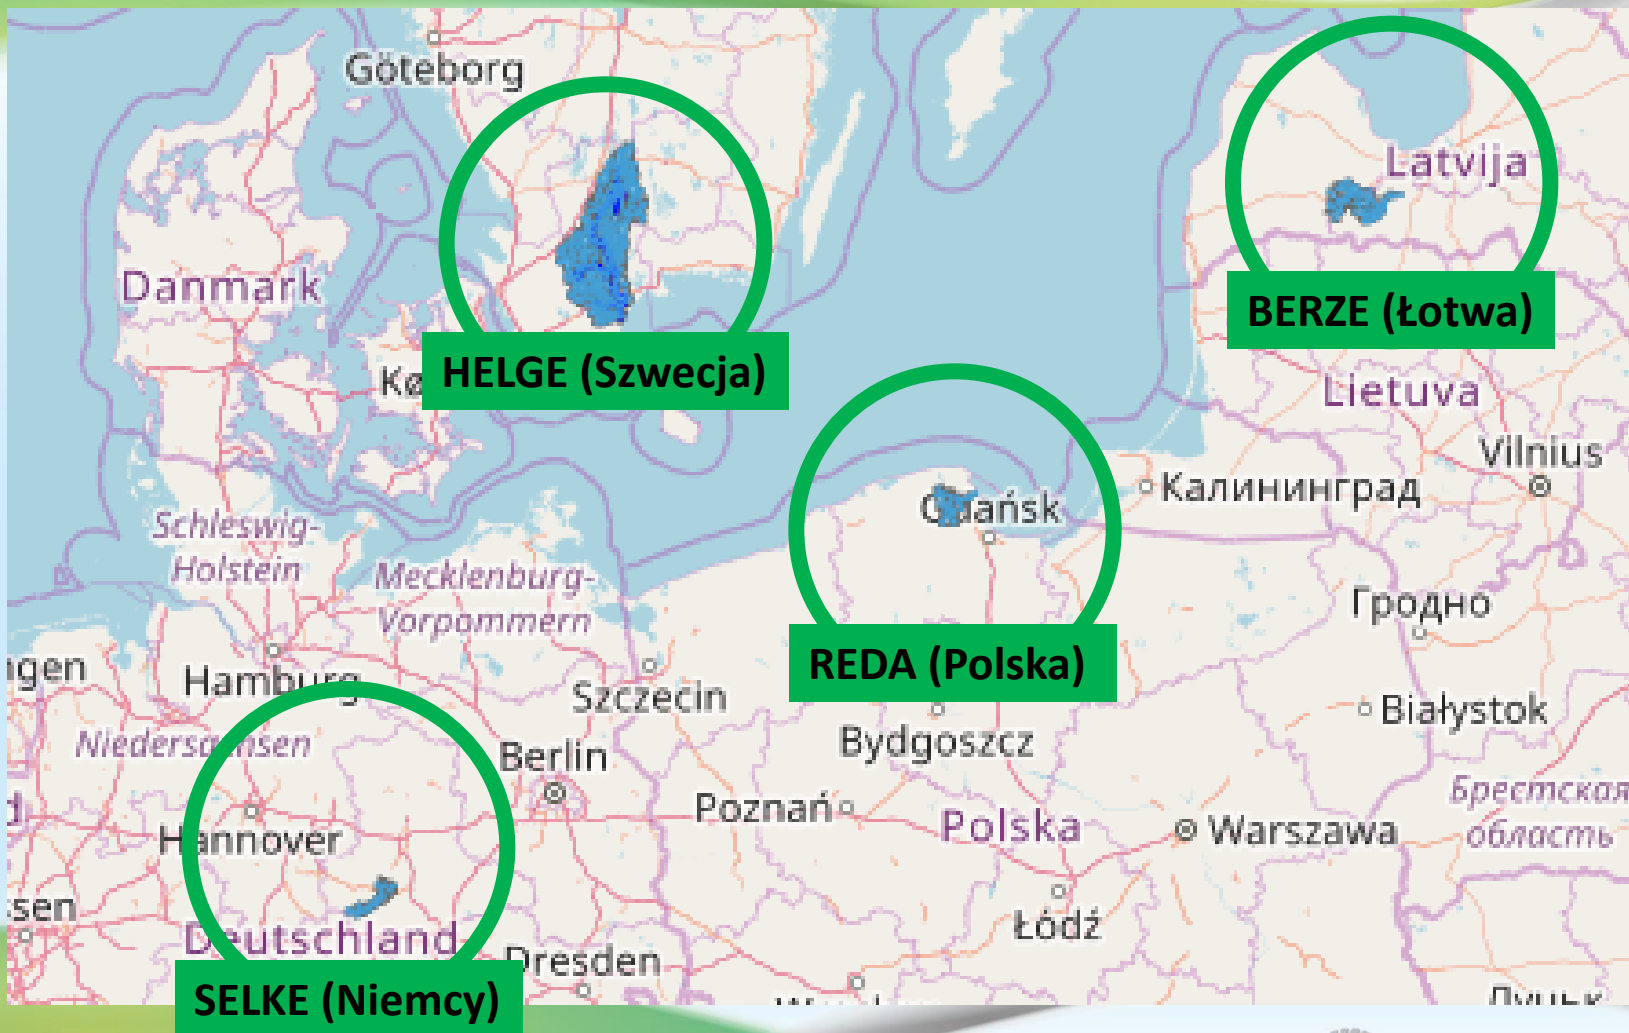 Göteborg
Latvija
Danmark
BERZE (Łotwa)
HELGE (Szwecja)
Lietuva
Vilnius
Gdańsk
Калининград
Schleswig-
Holstein
Mecklenburg-
Vorpommern
Гродно
Hamburg
REDA (Polska)
Szczecin
Białystok
Niedersachsen
Berlin
Bydgoszcz
Poznań
Polska
Warszawa
Брестская
область
Hannover
Łódź
Deutschland
Dresden
SELKE (Niemcy)